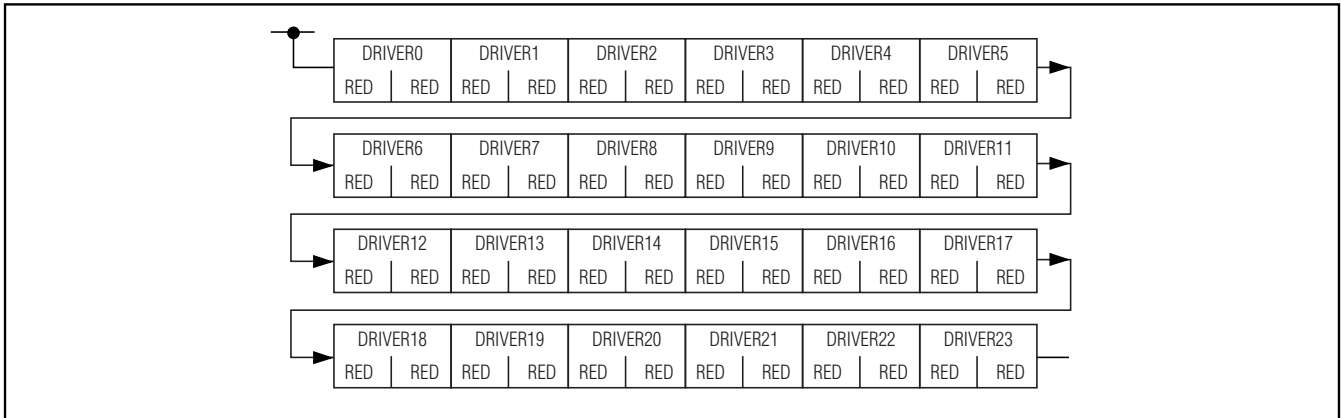 DRIVER0 DRIVER1 DRIVER2 DRIVER3 DRIVER4 DRIVER5
RED RED RED RED RED RED RED RED RED RED RED RED
DRIVER6 DRIVER7 DRIVER8 DRIVER9 DRIVER10 DRIVER11
RED RED RED RED RED RED RED RED RED RED RED RED
DRIVER12 DRIVER13 DRIVER14 DRIVER15 DRIVER16 DRIVER17
RED RED RED RED RED RED RED RED RED RED RED RED
DRIVER18 DRIVER19 DRIVER20 DRIVER21 DRIVER22 DRIVER23
RED RED RED RED RED RED RED RED RED RED RED RED